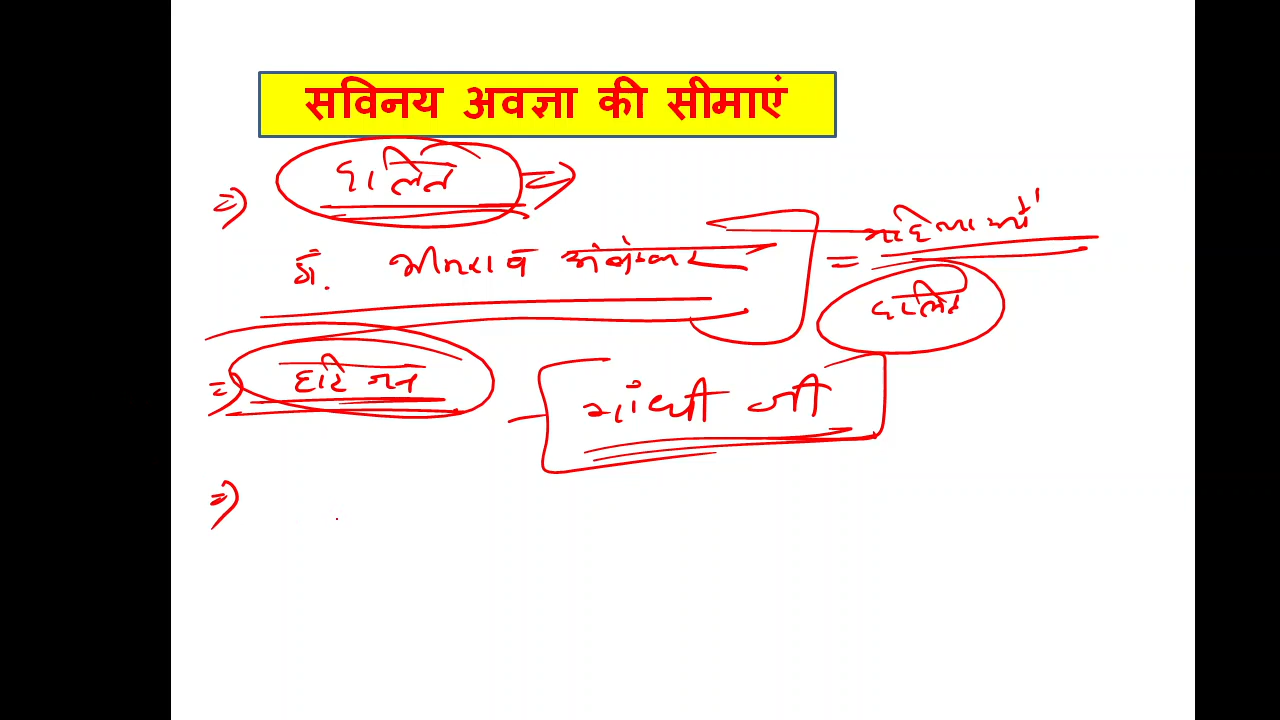 सविनय अवज्ञा की सीमाएं
⇒ दलित ⇒
डॉ. भीमराव अंबेडकर = महिलाओं
दलित
⇒ हरिजन - गांधी जी
⇒